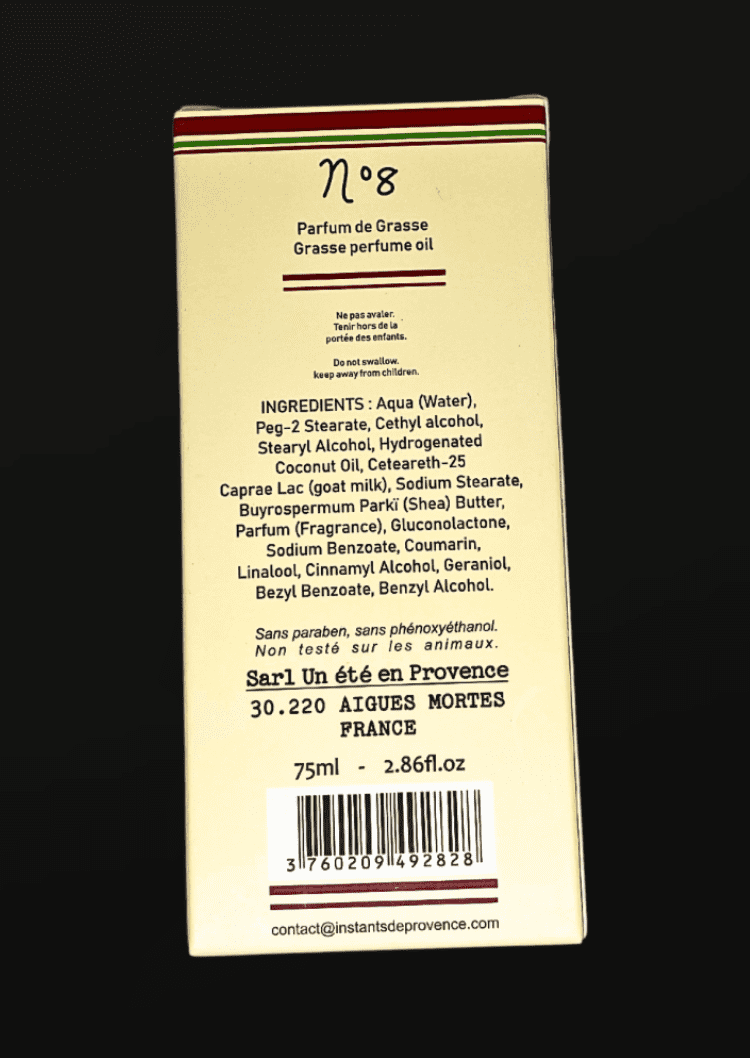 n°8
Parfum de Grasse
Grasse perfume oil
Ne pas avaler.
Tenir hors de la
portée des enfants.
Do not swallow.
keep away from children.
INGREDIENTS : Aqua (Water),
Peg-2 Stearate, Cethyl alcohol,
Stearyl Alcohol, Hydrogenated
Coconut Oil, Ceteareth-25
Caprae Lac (goat milk), Sodium Stearate,
Buyrospermum Parkï (Shea) Butter,
Parfum (Fragrance), Gluconolactone,
Sodium Benzoate, Coumarin,
Linalool, Cinnamyl Alcohol, Geraniol,
Bezyl Benzoate, Benzyl Alcohol.
Sans paraben, sans phénoxyéthanol.
Non testé sur les animaux.
Sarl Un été en Provence
30.220 AIGUES MORTES
FRANCE
75ml - 2.86fl.oz
3 760209 492828
contact@instantsdeprovence.com